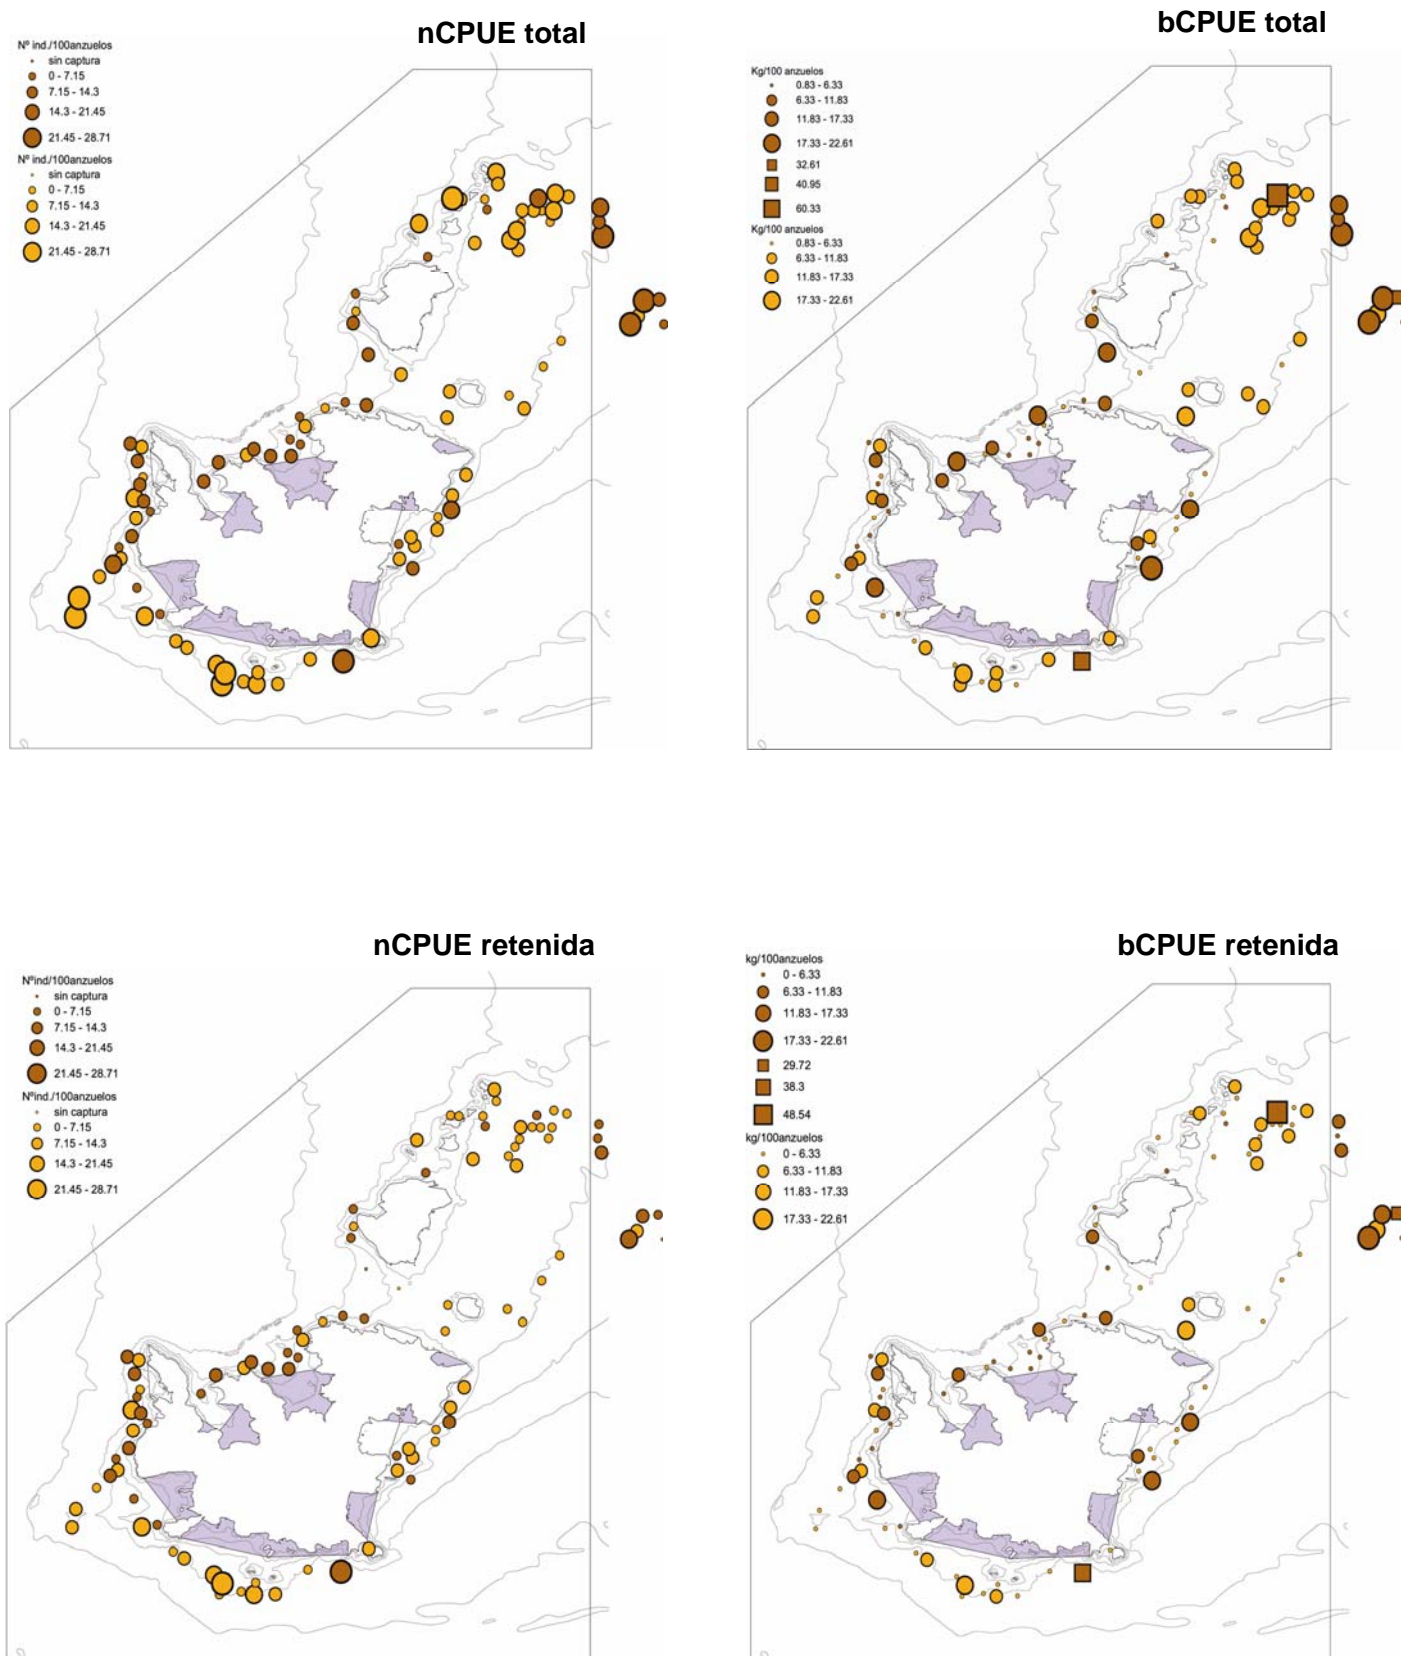 nCPUE total
Nº ind./100anzuelos
sin captura
0 - 7.15
7.15 - 14.3
14.3 - 21.45
21.45 - 28.71
Nº ind./100anzuelos
sin captura
0 - 7.15
7.15 - 14.3
14.3 - 21.45
21.45 - 28.71
bCPUE total
Kg/100 anzuelos
0.83 - 6.33
6.33 - 11.83
11.83 - 17.33
17.33 - 22.61
32.61
40.95
60.33
Kg/100 anzuelos
0.83 - 6.33
6.33 - 11.83
11.83 - 17.33
17.33 - 22.61
nCPUE retenida
Nºind/100anzuelos
sin captura
0 - 7.15
7.15 - 14.3
14.3 - 21.45
21.45 - 28.71
Nºind./100anzuelos
sin captura
0 - 7.15
7.15 - 14.3
14.3 - 21.45
21.45 - 28.71
bCPUE retenida
kg/100anzuelos
0 - 6.33
6.33 - 11.83
11.83 - 17.33
17.33 - 22.61
29.72
38.3
48.54
kg/100anzuelos
0 - 6.33
6.33 - 11.83
11.83 - 17.33
17.33 - 22.61